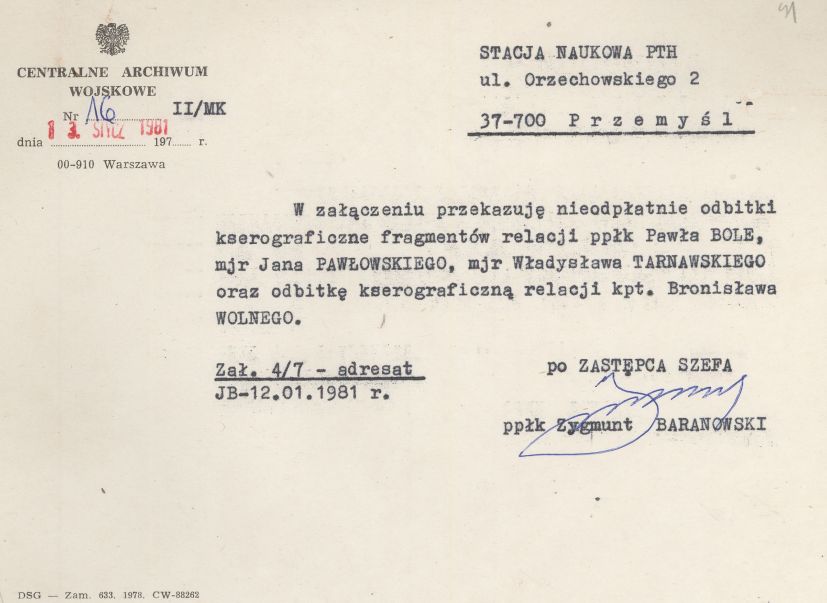 91
CENTRALNE ARCHIWUM
WOJSKOWE
Nr 16 II/MK
13. STYCZ 1981
dnia 197 r.
00-910 Warszawa
STACJA NAUKOWA PTH
ul. Orzechowskiego 2
37-700 P r z e m y ś l
W załączeniu przekazuję nieodpłatnie odbitki
kserograficzne fragmentów relacji ppłk Pawła BOLE,
mjr Jana PAWŁOWSKIEGO, mjr Władysława TARNAWSKIEGO
oraz odbitkę kserograficzną relacji kpt. Bronisława
WOLNEGO.
Zał. 4/7 - adresat
JB-12.01.1981 r.
po ZASTĘPCA SZEFA
ppłk Zygmunt BARANOWSKI
DSG — Zam. 633. 1978. CW-88262